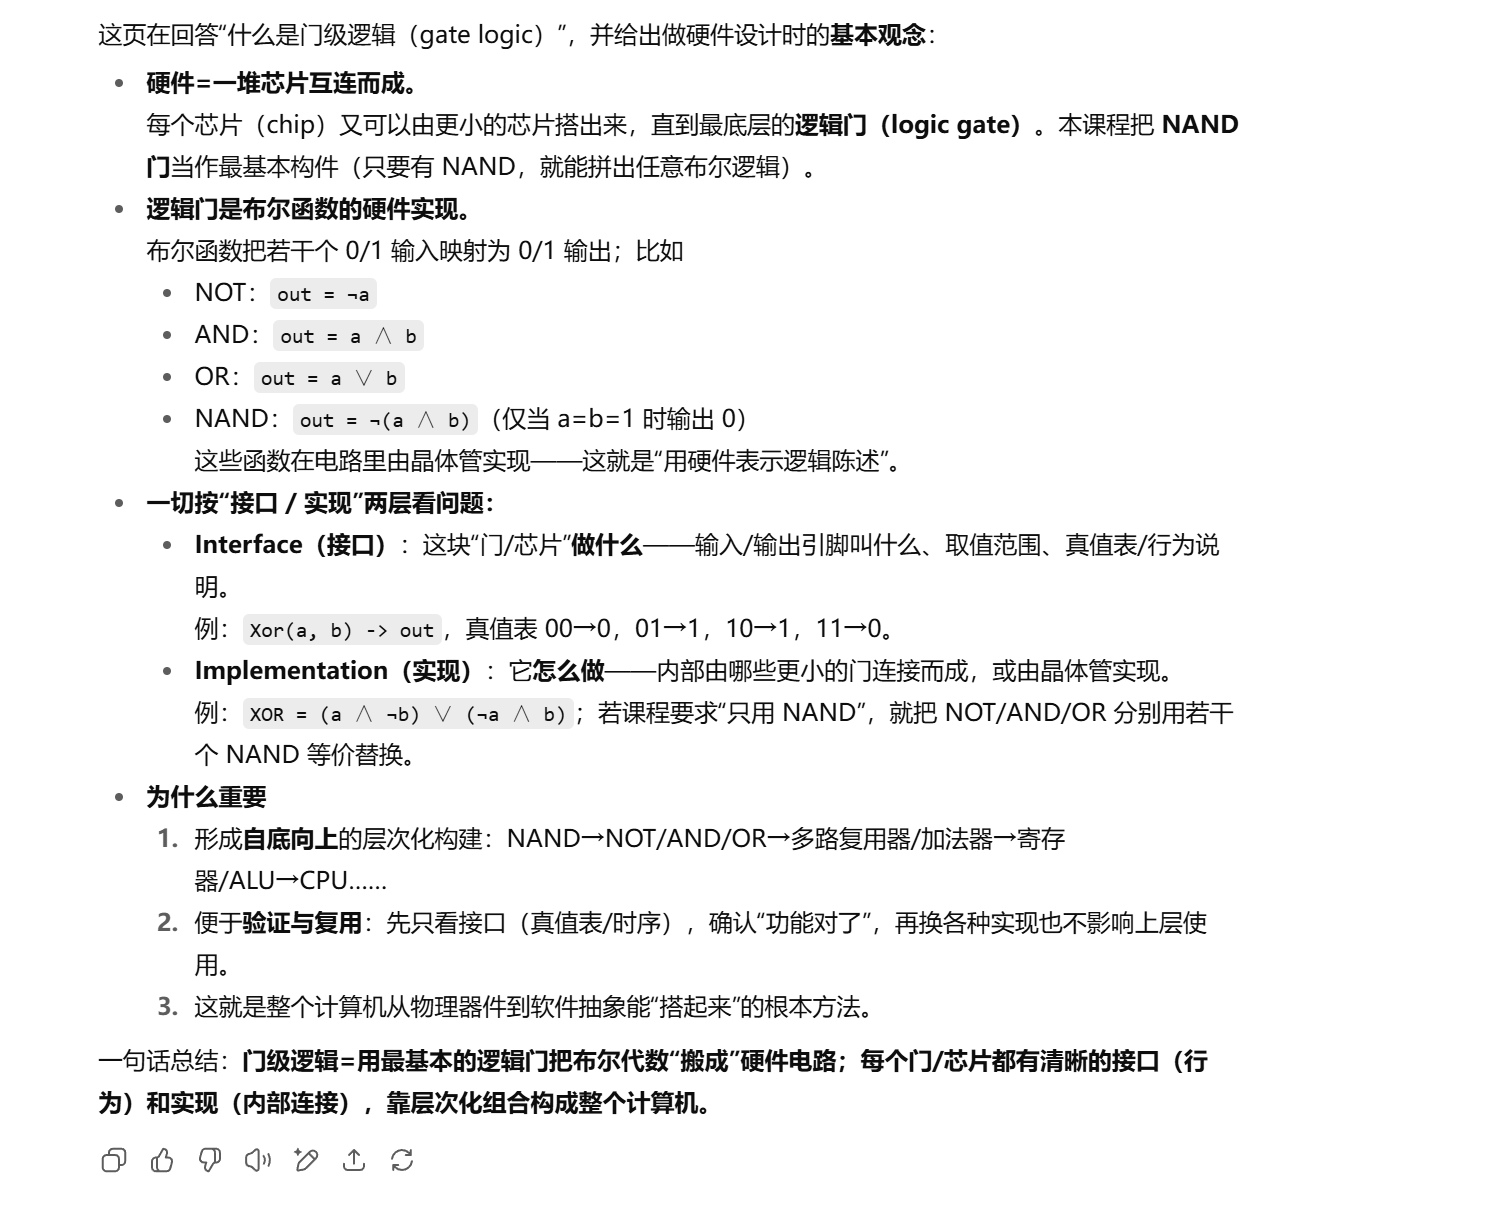 这页在回答“什么是门级逻辑（gate logic）”，并给出做硬件设计时的基本观念：
硬件=一堆芯片互连而成。
每个芯片（chip）又可以由更小的芯片搭出来，直到最底层的逻辑门（logic gate）。本课程把 NAND
门当作最基本构件（只要有 NAND，就能拼出任意布尔逻辑）。
逻辑门是布尔函数的硬件实现。
布尔函数把若干个 0/1 输入映射为 0/1 输出；比如
NOT：out = ¬a
AND：out = a ∧ b
OR：out = a ∨ b
NAND：out = ¬(a ∧ b)（仅当 a=b=1 时输出 0）
这些函数在电路里由晶体管实现——这就是“用硬件表示逻辑陈述”。
一切按“接口 / 实现”两层看问题：
Interface（接口）：这块“门/芯片”做什么——输入/输出引脚叫什么、取值范围、真值表/行为说
明。
例：Xor(a, b) -> out，真值表 00→0，01→1，10→1，11→0。
Implementation（实现）：它怎么做——内部由哪些更小的门连接而成，或由晶体管实现。
例：XOR = (a ∧ ¬b) ∨ (¬a ∧ b)；若课程要求“只用 NAND”，就把 NOT/AND/OR 分别用若干
个 NAND 等价替换。
为什么重要
1. 形成自底向上的层次化构建：NAND→NOT/AND/OR→多路复用器/加法器→寄存
器/ALU→CPU……
2. 便于验证与复用：先只看接口（真值表/时序），确认“功能对了”，再换各种实现也不影响上层使
用。
3. 这就是整个计算机从物理器件到软件抽象能“搭起来”的根本方法。
一句话总结：门级逻辑=用最基本的逻辑门把布尔代数“搬成”硬件电路；每个门/芯片都有清晰的接口（行
为）和实现（内部连接），靠层次化组合构成整个计算机。